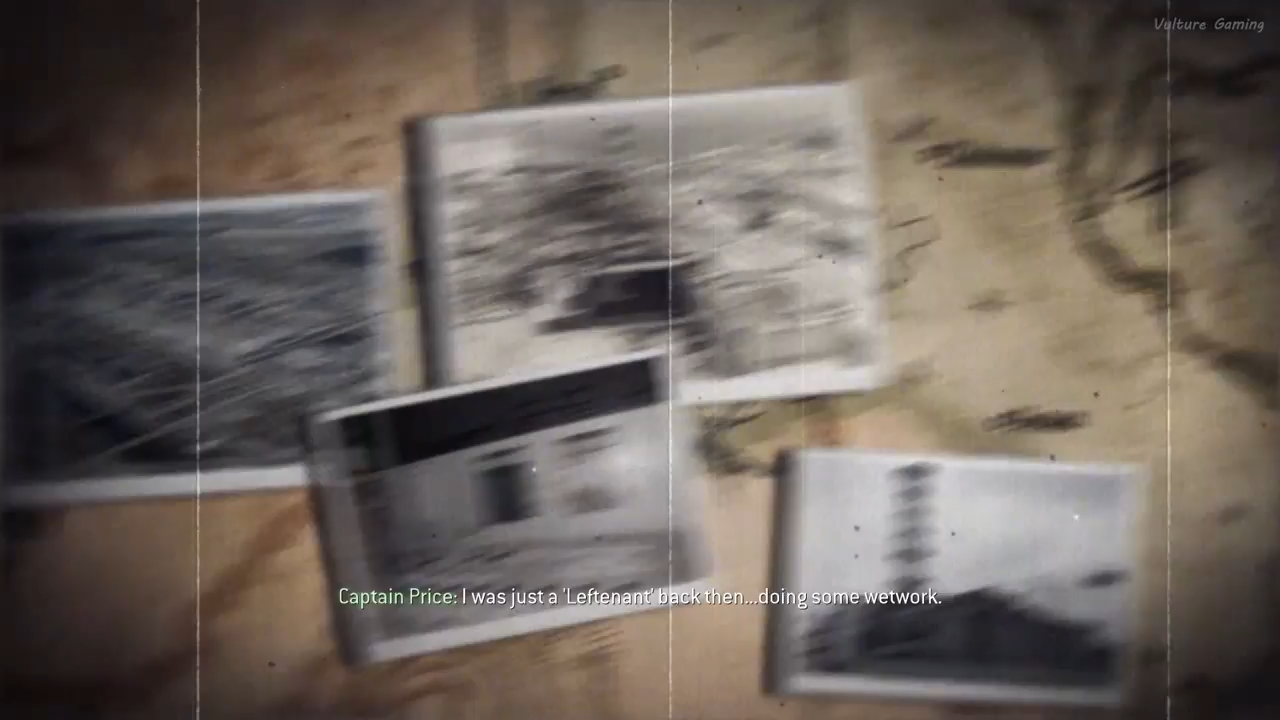 Vulture Gaming
Captain Price: I was just a 'Leftenant' back then...doing some wetwork.